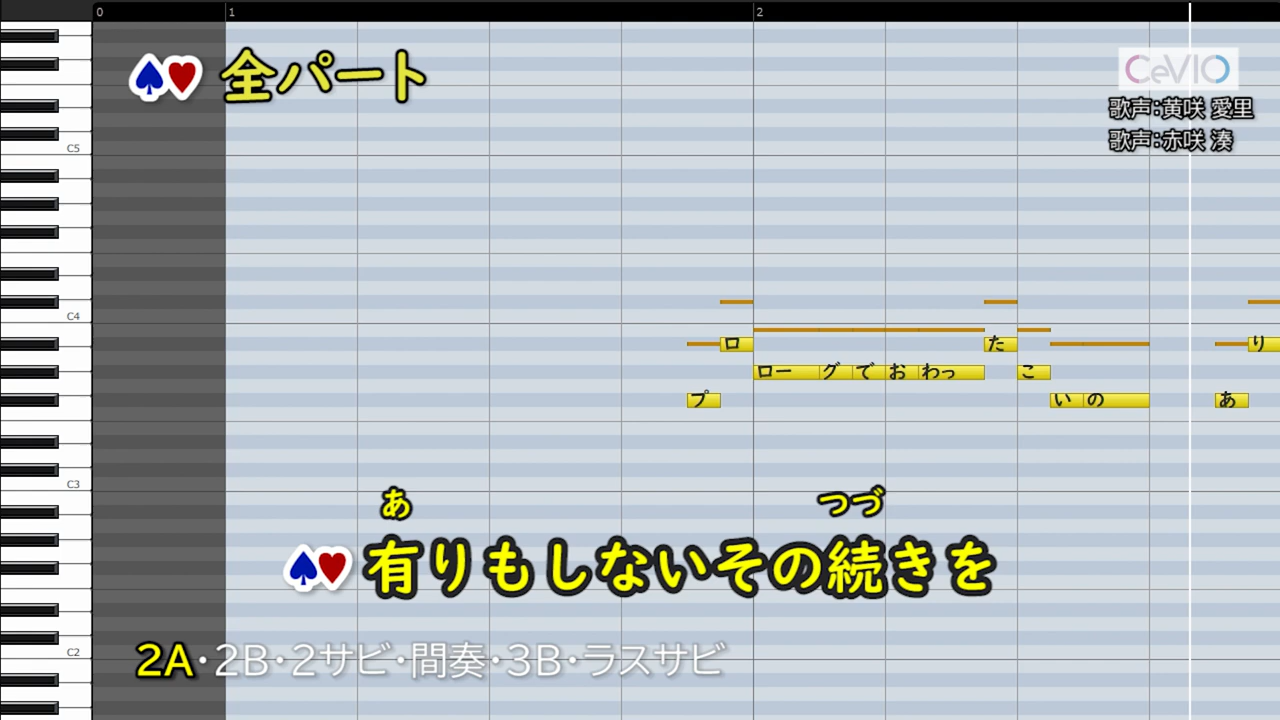 0 1 2
全パート
CeVIO
歌声:黄咲 愛里
歌声:赤咲 湊
C5
C4
ロ た り
ロー グ で お わっ こ
プ い の あ
C3
あ つづ
有りもしないその続きを
C2
2A・2B・2サビ・間奏・3B・ラスサビ